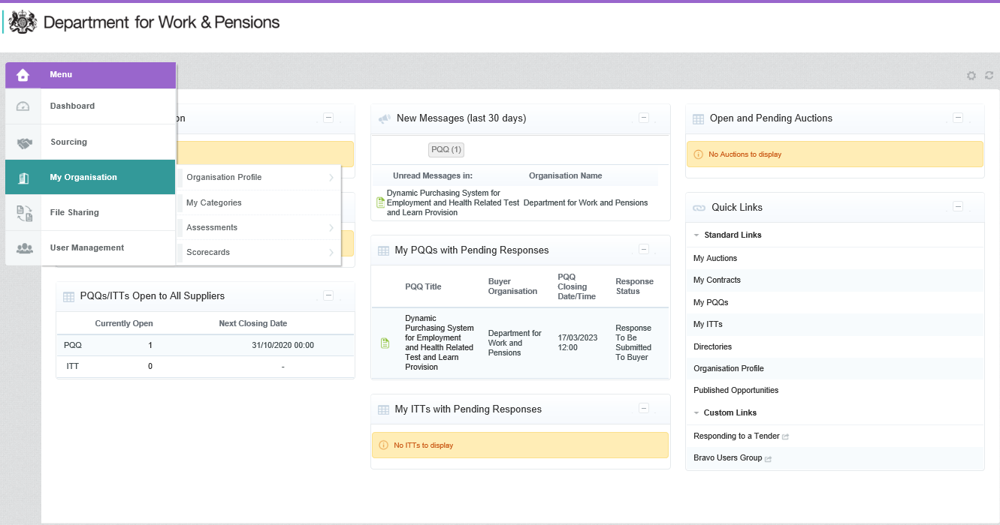 Department for Work & Pensions
Menu
Dashboard
Sourcing
My Organisation
File Sharing
User Management
Organisation Profile
My Categories
Assessments
Scorecards
on
PQQs/ITTs Open to All Suppliers
Currently Open Next Closing Date
PQQ 1 31/10/2020 00:00
ITT 0 -
New Messages (last 30 days)
PQQ (1)
Unread Messages in: Organisation Name
Dynamic Purchasing System for
Employment and Health Related Test Department for Work and Pensions
and Learn Provision
My PQQs with Pending Responses
PQQ Title
Buyer
Organisation
PQQ
Closing
Date/Time
Response
Status
Dynamic
Purchasing System
for Employment
and Health Related
Test and Learn
Provision
Department for
Work and
Pensions
17/03/2023
12:00
Response
To Be
Submitted
To Buyer
My ITTs with Pending Responses
No ITTs to display
Open and Pending Auctions
No Auctions to display
Quick Links
Standard Links
My Auctions
My Contracts
My PQQs
My ITTs
Directories
Organisation Profile
Published Opportunities
Custom Links
Responding to a Tender
Bravo Users Group